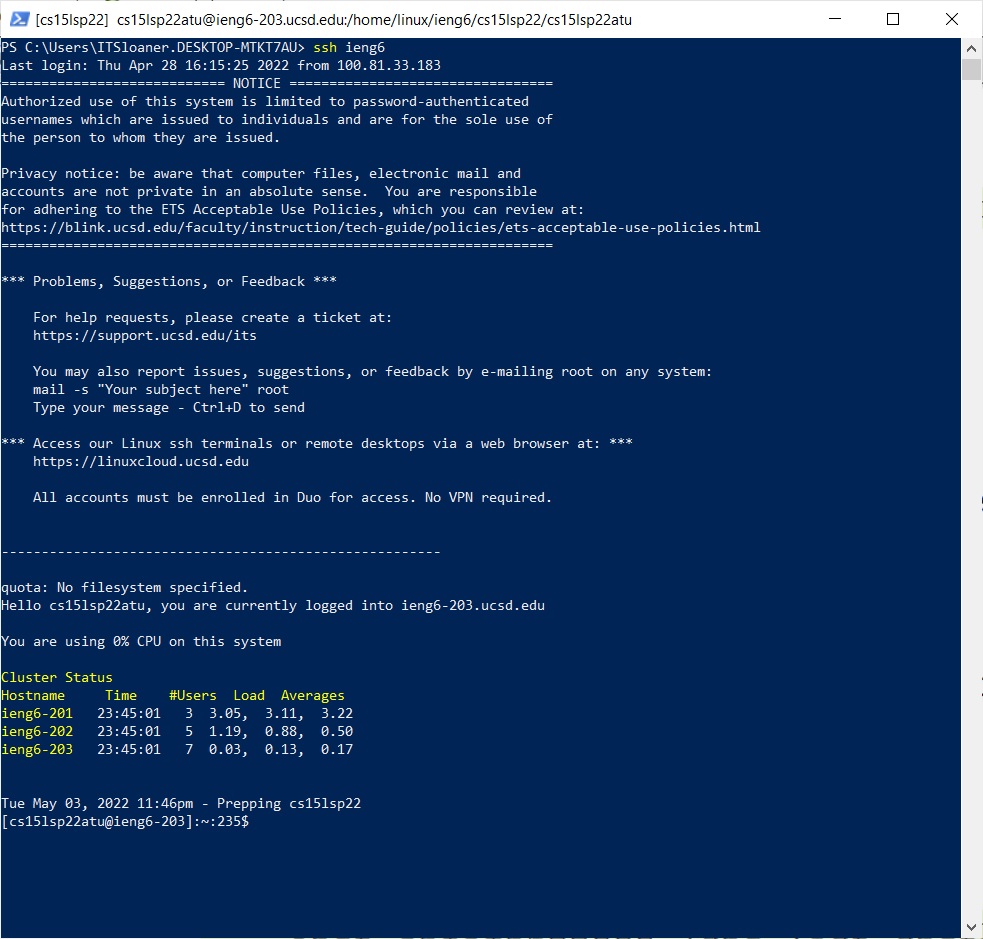 [cs15lsp22] cs15lsp22atu@ieng6-203.ucsd.edu:/home/linux/ieng6/cs15lsp22/cs15lsp22atu
PS C:\Users\ITSloaner.DESKTOP-MTKT7AU> ssh ieng6
Last login: Thu Apr 28 16:15:25 2022 from 100.81.33.183
============================ NOTICE =================================
Authorized use of this system is limited to password-authenticated
usernames which are issued to individuals and are for the sole use of
the person to whom they are issued.
Privacy notice: be aware that computer files, electronic mail and
accounts are not private in an absolute sense.  You are responsible
for adhering to the ETS Acceptable Use Policies, which you can review at:
https://blink.ucsd.edu/faculty/instruction/tech-guide/policies/ets-acceptable-use-policies.html
=====================================================================
*** Problems, Suggestions, or Feedback ***
For help requests, please create a ticket at:
https://support.ucsd.edu/its
You may also report issues, suggestions, or feedback by e-mailing root on any system:
mail -s "Your subject here" root
Type your message - Ctrl+D to send
*** Access our Linux ssh terminals or remote desktops via a web browser at: ***
https://linuxcloud.ucsd.edu
All accounts must be enrolled in Duo for access. No VPN required.
-------------------------------------------------------
quota: No filesystem specified.
Hello cs15lsp22atu, you are currently logged into ieng6-203.ucsd.edu
You are using 0% CPU on this system
Cluster Status
Hostname     Time    #Users  Load  Averages
ieng6-201   23:45:01   3  3.05,  3.11,  3.22
ieng6-202   23:45:01   5  1.19,  0.88,  0.50
ieng6-203   23:45:01   7  0.03,  0.13,  0.17
Tue May 03, 2022 11:46pm - Prepping cs15lsp22
[cs15lsp22atu@ieng6-203]:~:235$